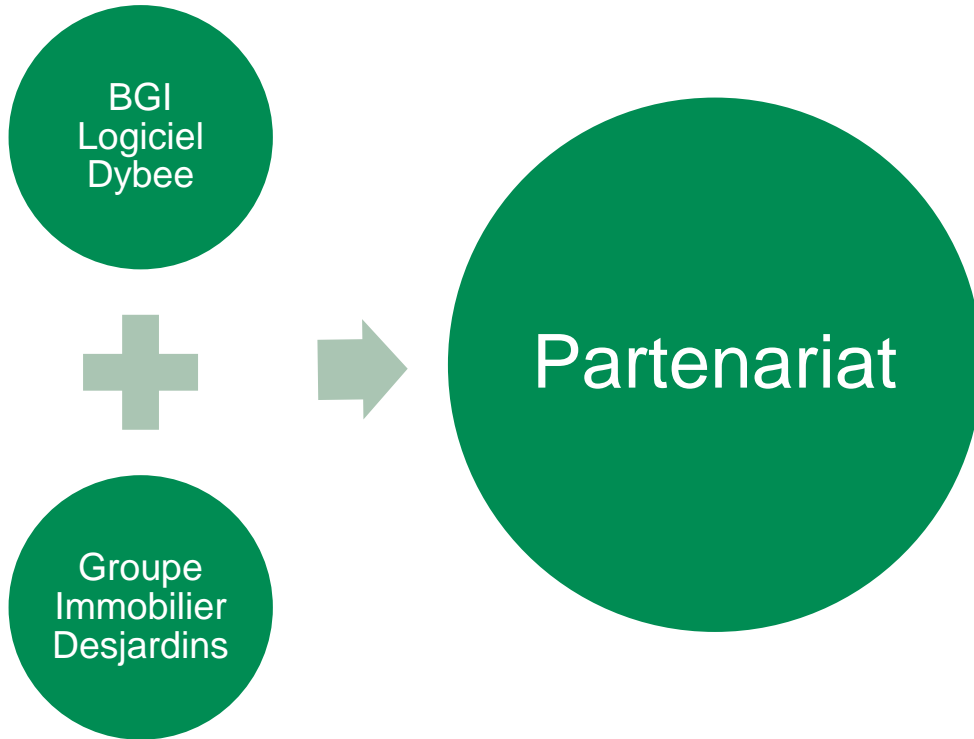 BGI
Logiciel
Dybee
Partenariat
Groupe
Immobilier
Desjardins